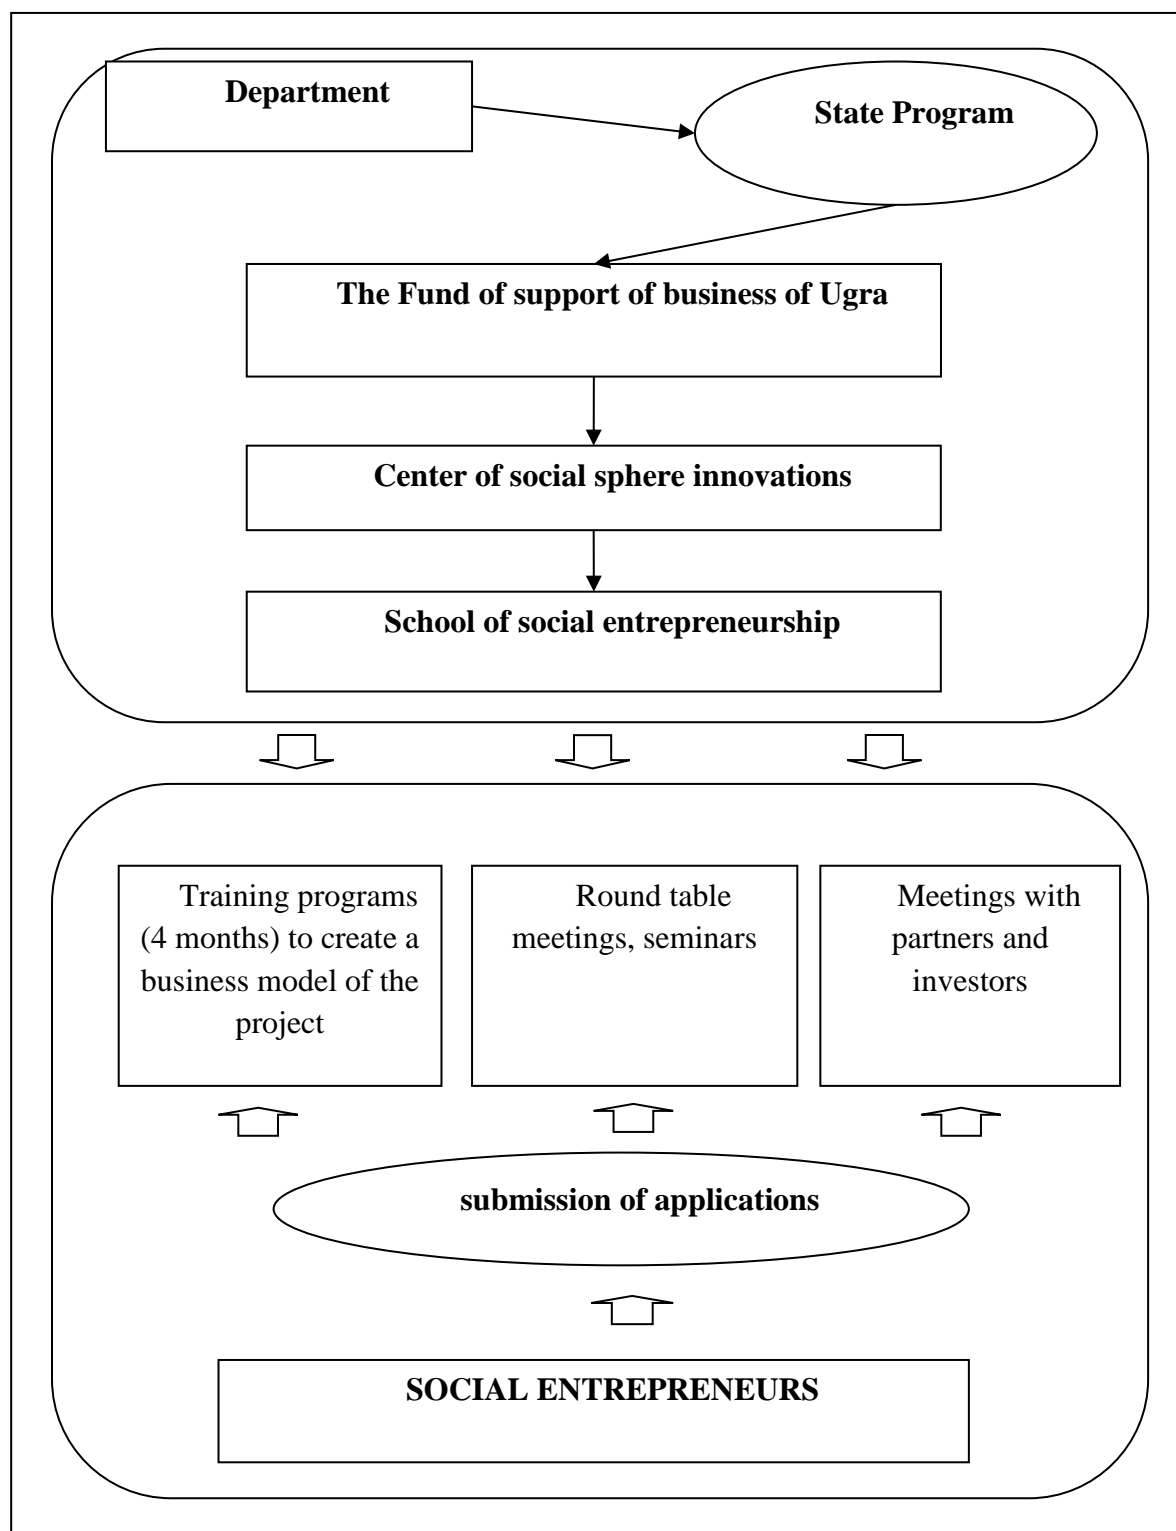 Department
State Program
The Fund of support of business of Ugra
Center of social sphere innovations
School of social entrepreneurship
Training programs
(4 months) to create a
business model of the
project
Round table
meetings, seminars
Meetings with
partners and
investors
submission of applications
SOCIAL ENTREPRENEURS